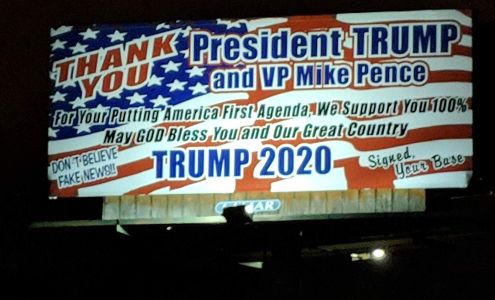 THANK
YOU
President TRUMP
and VP Mike Pence
For Your Putting America First Agenda, We Support You 100%
May GOD Bless You and Our Great Country
DON'T BELIEVE
FAKE NEWS!!!
TRUMP 2020
Signed,
Your Base